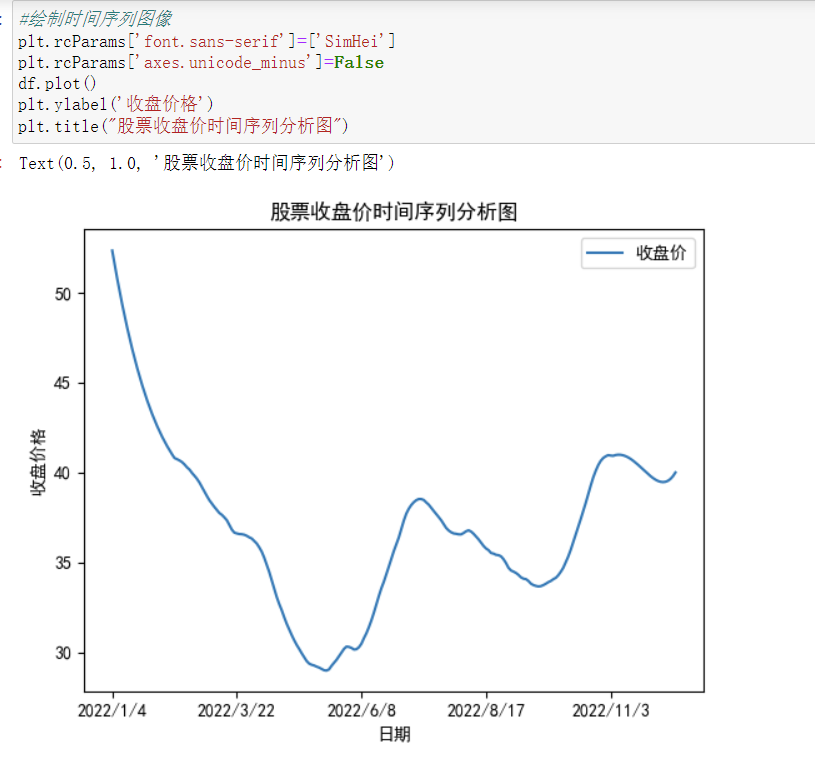 #绘制时间序列图像
plt.rcParams['font.sans-serif']=['SimHei']
plt.rcParams['axes.unicode_minus']=False
df.plot()
plt.ylabel('收盘价格')
plt.title("股票收盘价时间序列分析图")
Text(0.5, 1.0, '股票收盘价时间序列分析图')
股票收盘价时间序列分析图
收盘价
50
45
40
35
30
收盘价格
2022/1/4 2022/3/22 2022/6/8 2022/8/17 2022/11/3
日期